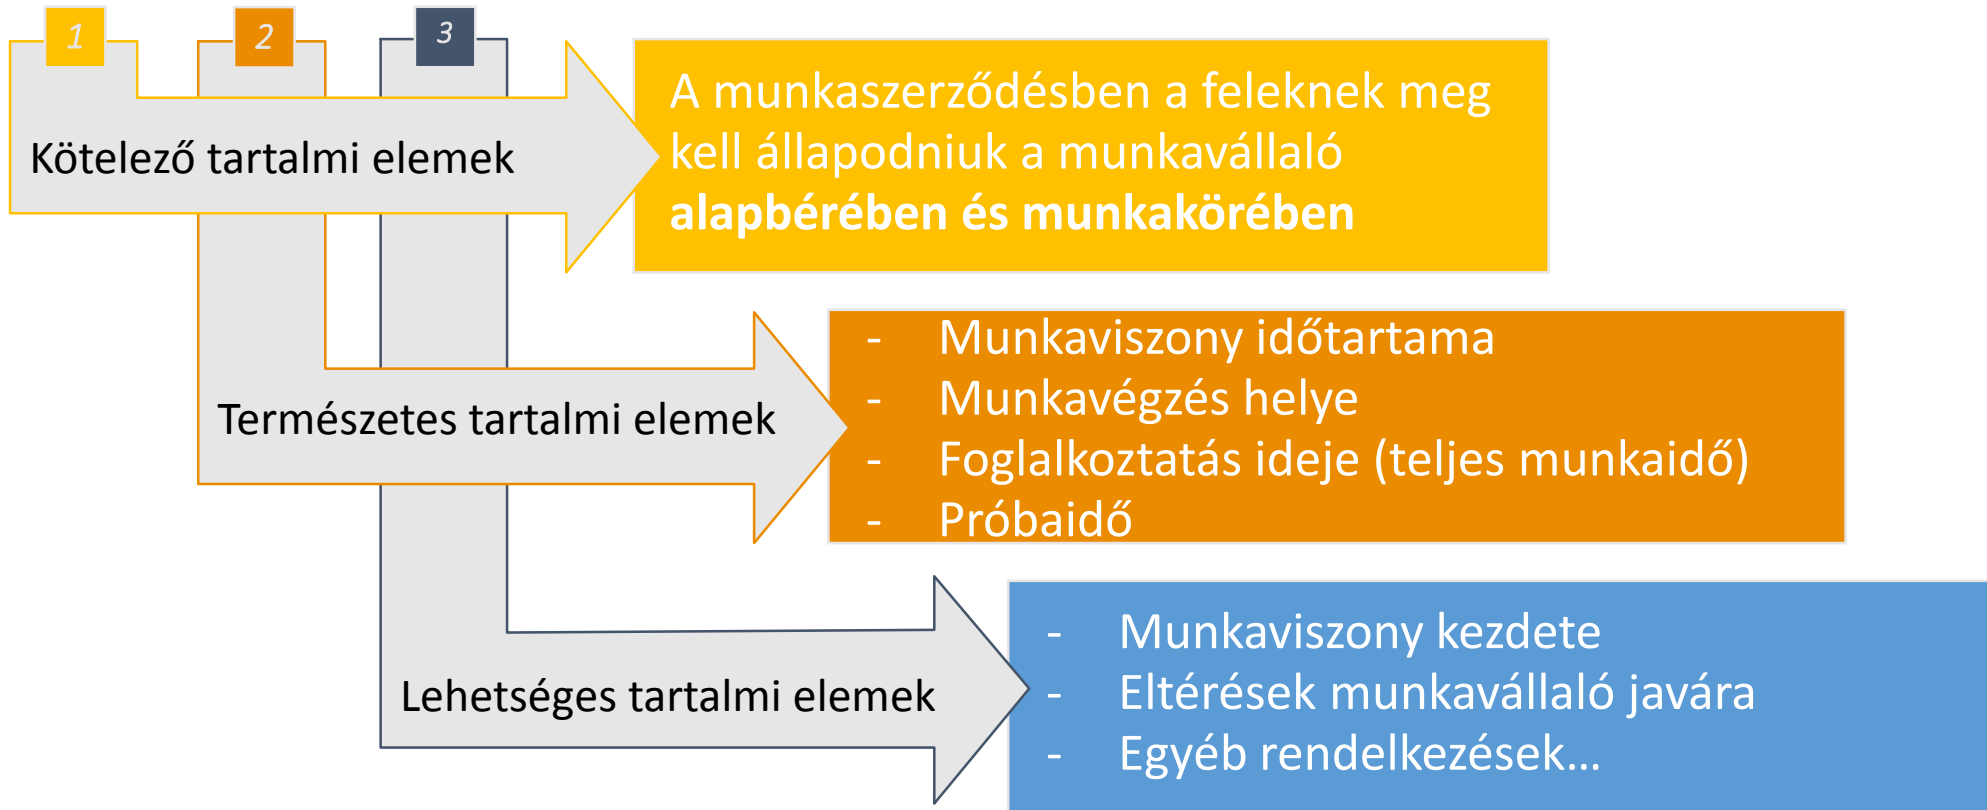 1
2
3
Kötelező tartalmi elemek
A munkaszerződésben a feleknek meg
kell állapodniuk a munkavállaló
alapbérében és munkakörében
Természetes tartalmi elemek
- Munkaviszony időtartama
- Munkavégzés helye
- Foglalkoztatás ideje (teljes munkaidő)
- Próbaidő
Lehetséges tartalmi elemek
- Munkaviszony kezdete
- Eltérések munkavállaló javára
- Egyéb rendelkezések…